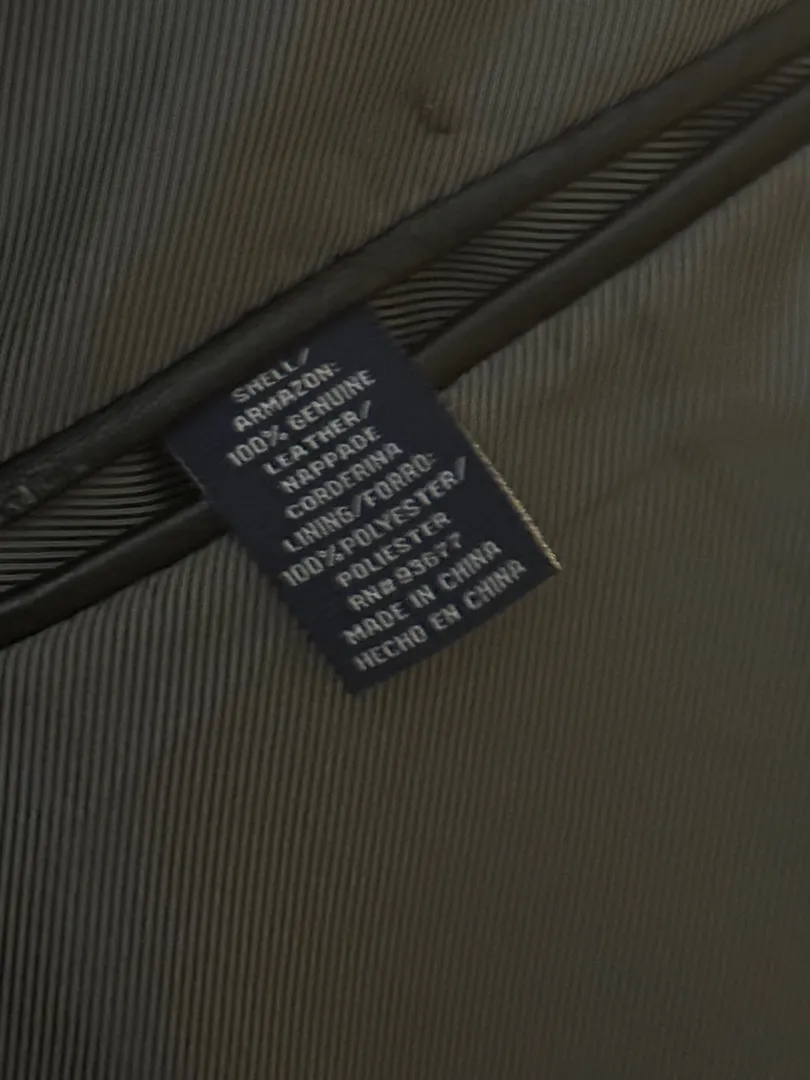 SHELL/
ARMAZON:
100% GENUINE
LEATHER/
NAPPADE
CORDERINA
LINING/FORRO:
100%POLYESTER/
POLIESTER
RN# 93677
MADE IN CHINA
HECHO EN CHINA